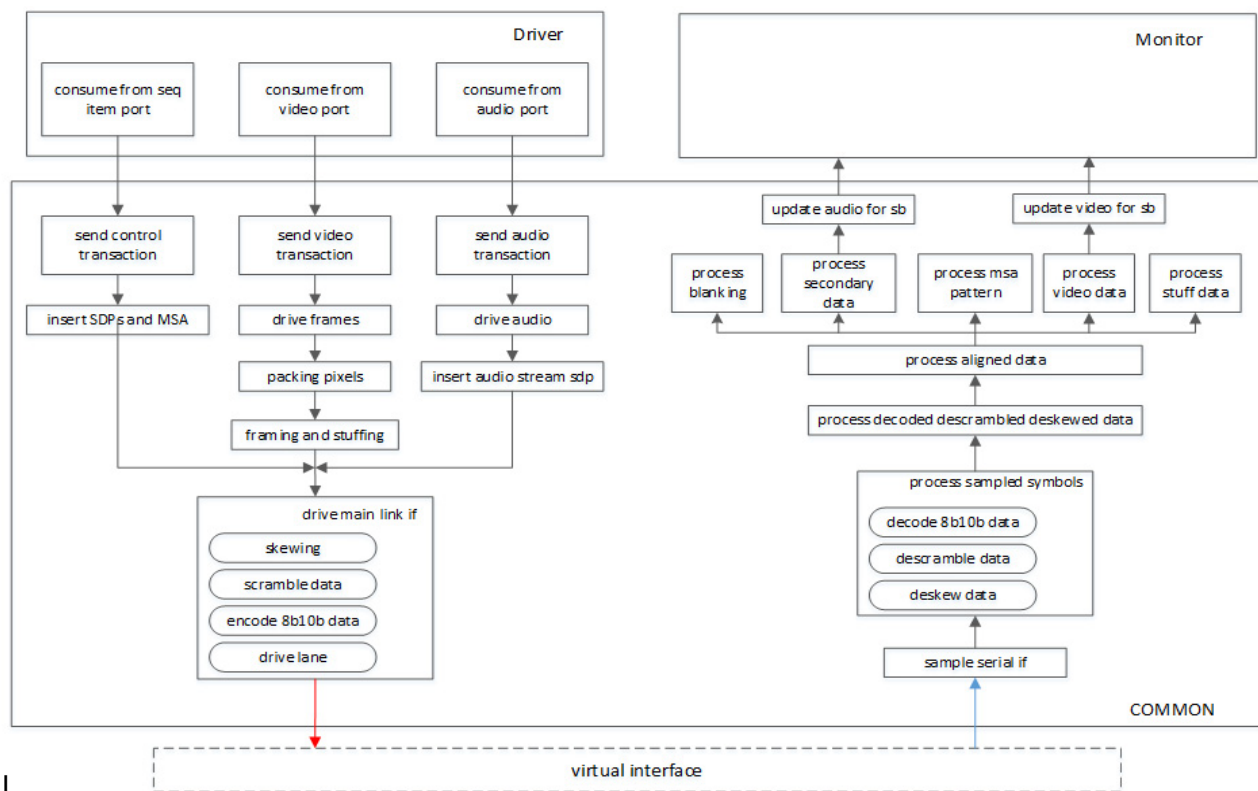 Driver
consume from seq
item port
consume from
video port
consume from
audio port
Monitor
send control
transaction
send video
transaction
send audio
transaction
insert SDPs and MSA
drive frames
drive audio
packing pixels
insert audio stream sdp
framing and stuffing
drive main link if
skewing
scramble data
encode 8b10b data
drive lane
update audio for sb
update video for sb
process
blanking
process
secondary
data
process msa
pattern
process
video data
process
stuff data
process aligned data
process decoded descrambled deskewed data
process sampled symbols
decode 8b10b data
descramble data
deskew data
sample serial if
COMMON
virtual interface